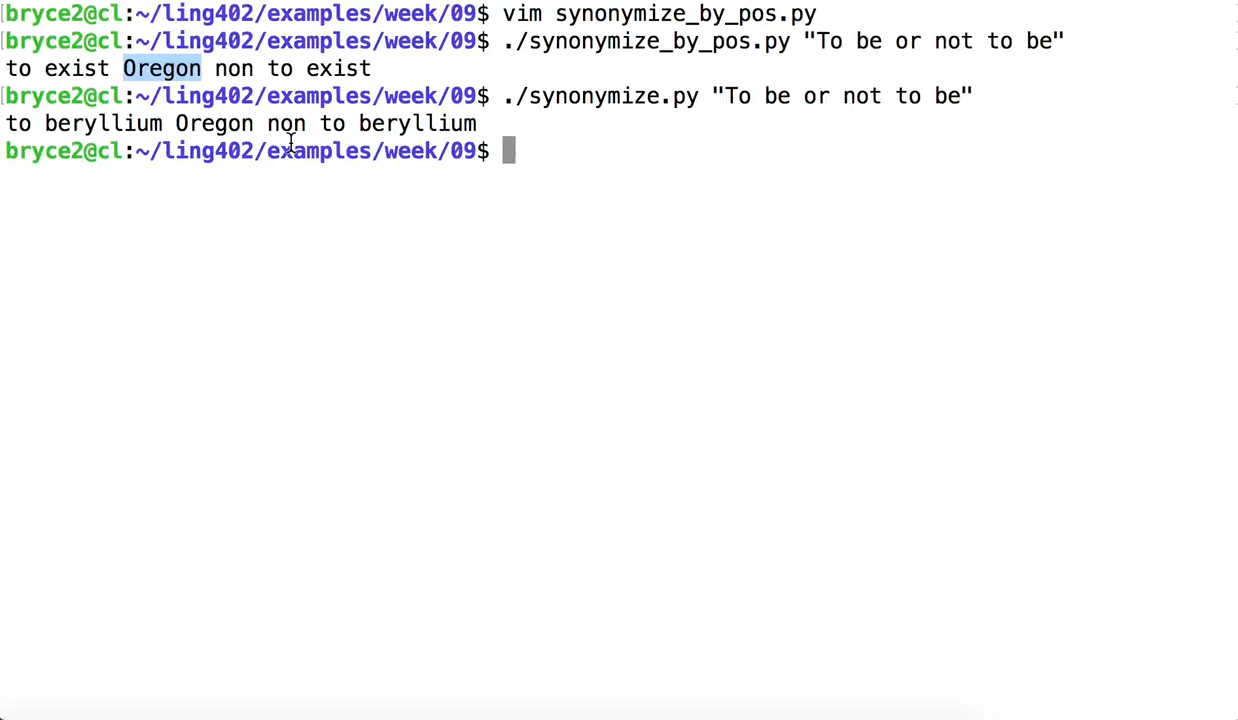 [bryce2@cl:~/ling402/examples/week/09$ vim synonymize_by_pos.py
[bryce2@cl:~/ling402/examples/week/09$ ./synonymize_by_pos.py "To be or not to be"
to exist Oregon non to exist
[bryce2@cl:~/ling402/examples/week/09$ ./synonymize.py "To be or not to be"
to beryllium Oregon non to beryllium
bryce2@cl:~/ling402/examples/week/09$